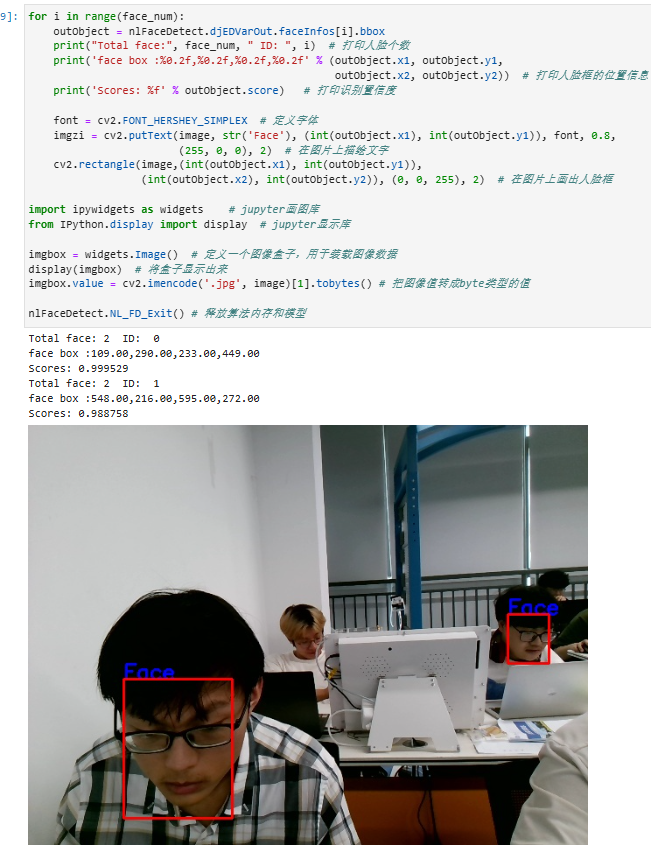 9]: for i in range(face_num):
outObject = nlFaceDetect.djEDVarOut.faceInfos[i].bbox
print("Total face:", face_num, " ID: ", i)  # 打印人脸个数
print('face box :%0.2f,%0.2f,%0.2f,%0.2f' % (outObject.x1, outObject.y1,
outObject.x2, outObject.y2))  # 打印人脸框的位置信息
print('Scores: %f' % outObject.score)   # 打印识别置信度
font = cv2.FONT_HERSHEY_SIMPLEX  # 定义字体
imgzi = cv2.putText(image, str('Face'), (int(outObject.x1), int(outObject.y1)), font, 0.8,
(255, 0, 0), 2)  # 在图片上描绘文字
cv2.rectangle(image,(int(outObject.x1), int(outObject.y1)),
(int(outObject.x2), int(outObject.y2)), (0, 0, 255), 2)  # 在图片上画出人脸框
import ipywidgets as widgets    # jupyter画图库
from IPython.display import display  # jupyter显示库
imgbox = widgets.Image()  # 定义一个图像盒子，用于装载图像数据
display(imgbox)  # 将盒子显示出来
imgbox.value = cv2.imencode('.jpg', image)[1].tobytes() # 把图像值转成byte类型的值
nlFaceDetect.NL_FD_Exit() # 释放算法内存和模型
Total face: 2  ID:  0
face box :109.00,290.00,233.00,449.00
Scores: 0.999529
Total face: 2  ID:  1
face box :548.00,216.00,595.00,272.00
Scores: 0.988758
Face
Face